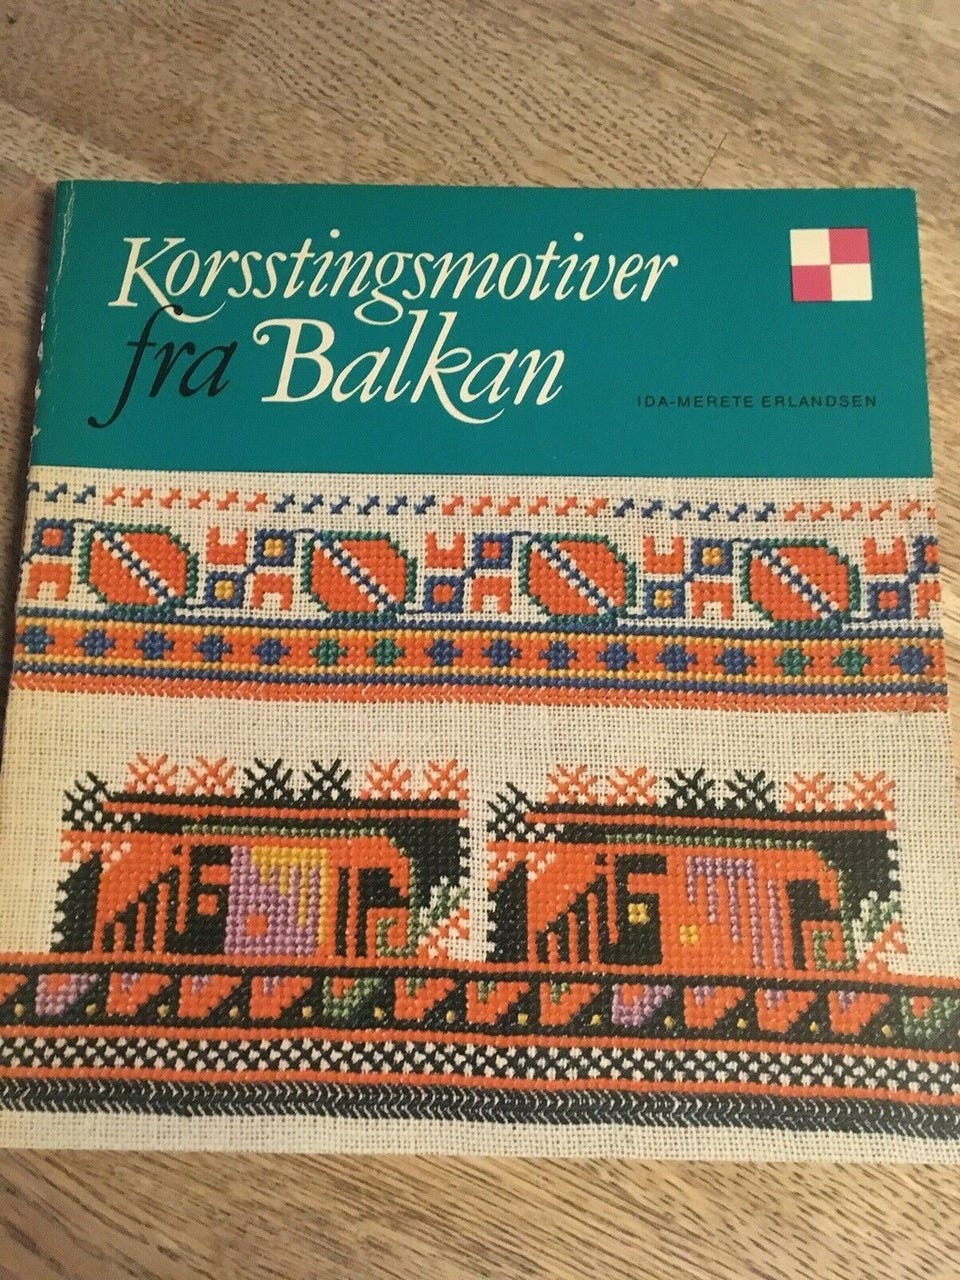 Korsstingsmotiver
fra Balkan
IDA-MERETE ERLANDSEN